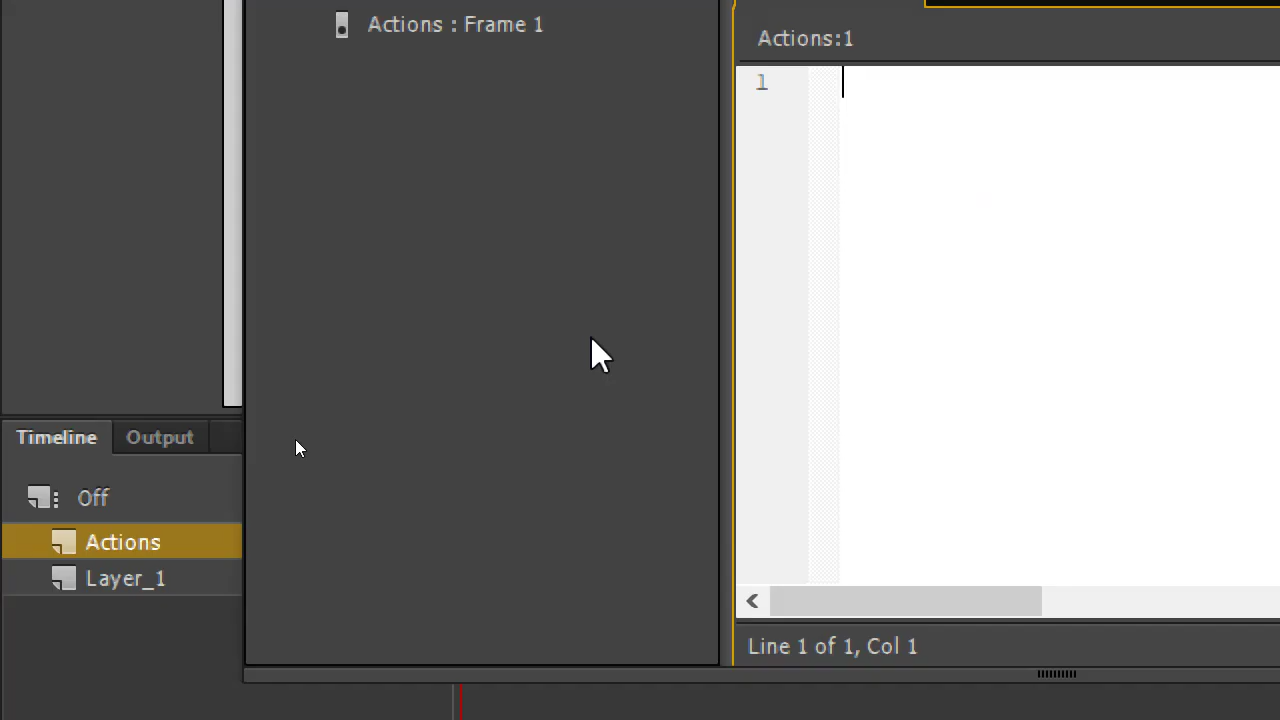 Actions : Frame 1
Actions:1
1
Timeline
Output
Off
Actions
Layer_1
Line 1 of 1, Col 1